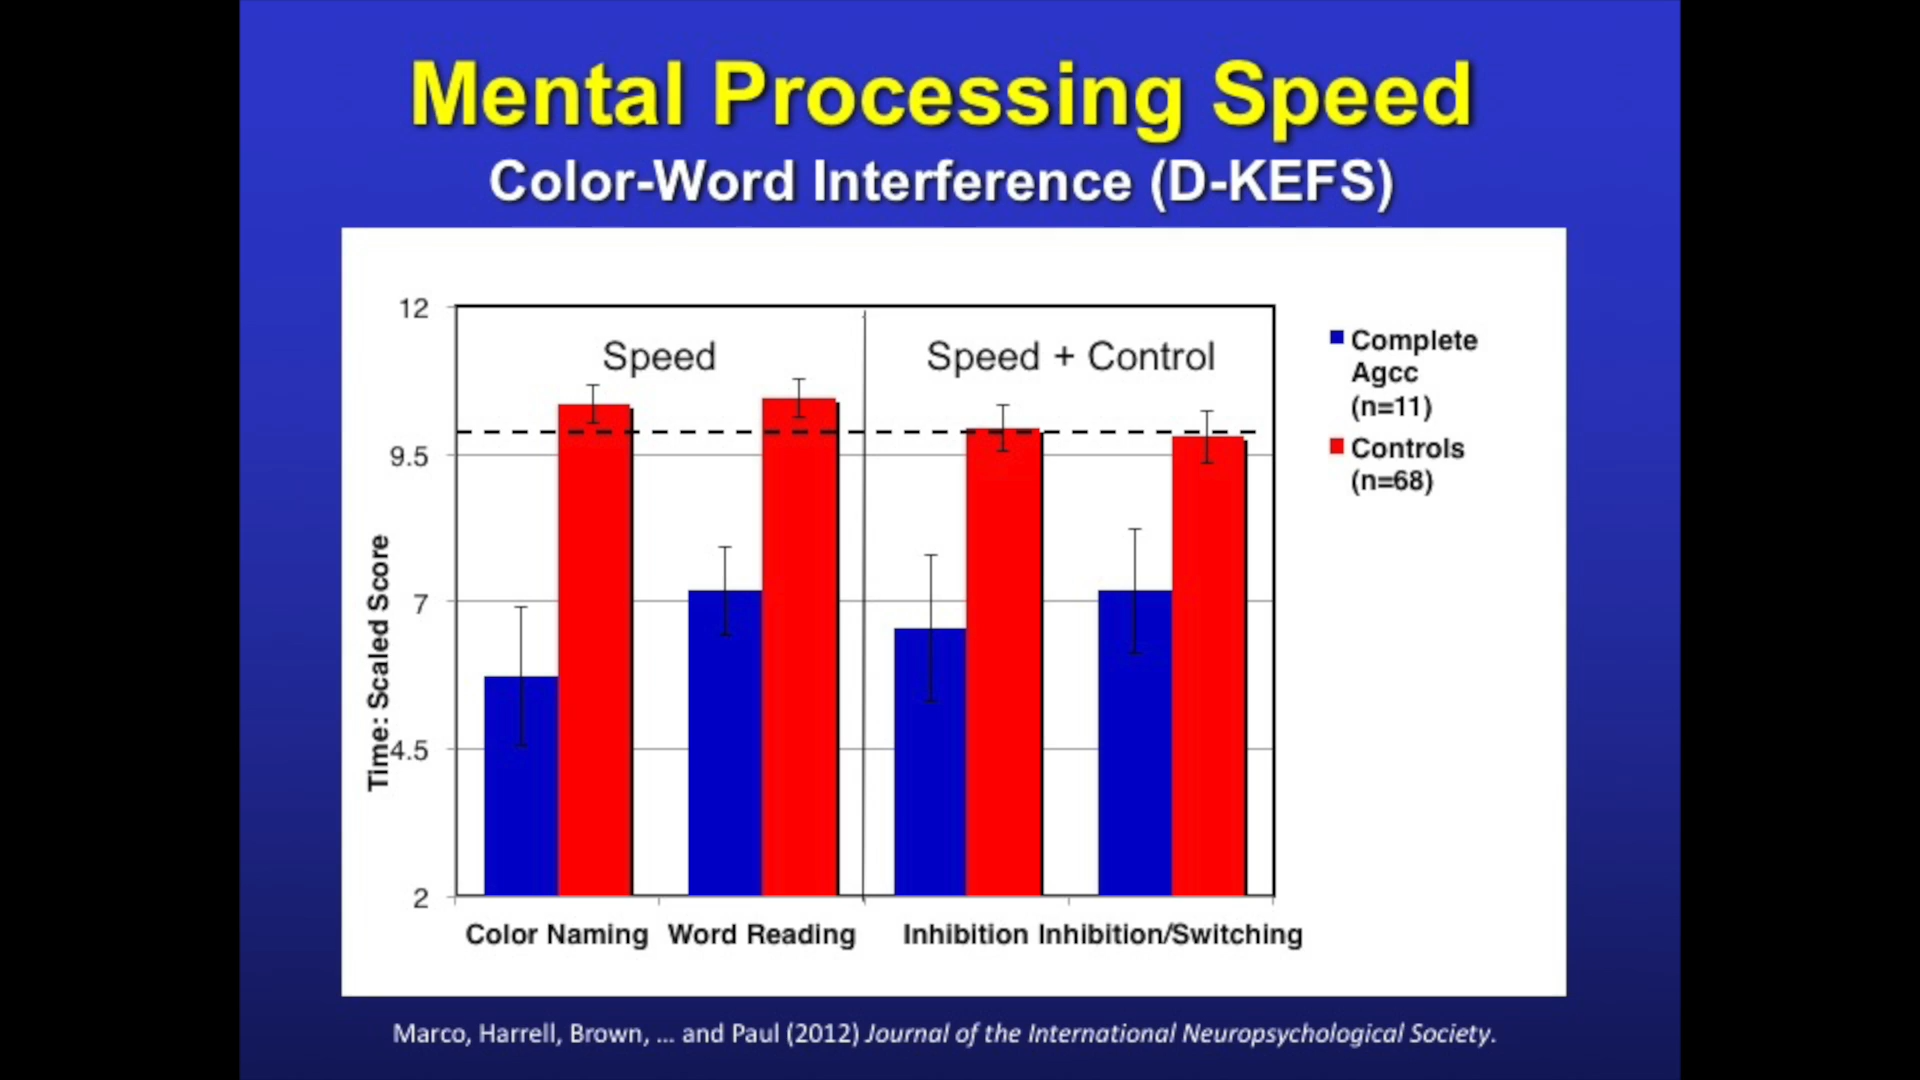 Mental Processing Speed
Color-Word Interference (D-KEFS)
12
9.5
7
4.5
2
Time: Scaled Score
Speed
Speed + Control
Complete
Agcc
(n=11)
Controls
(n=68)
Color Naming Word Reading Inhibition Inhibition/Switching
Marco, Harrell, Brown, ... and Paul (2012) Journal of the International Neuropsychological Society.